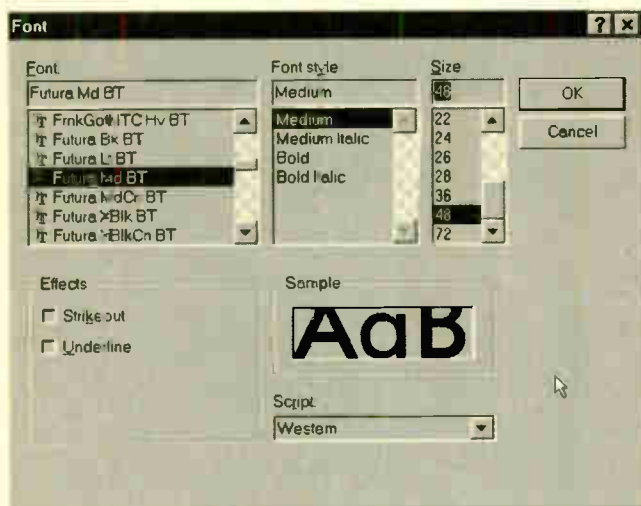 Font
? ×
Font:
Futura Md BT
FrnkGoth ITC Hv BT
Futura Bk BT
Futura Lt BT
Futura Md BT
Futura MdCn BT
Futura XBlk BT
Futura XBlkCn BT
Font style
Medium
Medium
Medium Italic
Bold
Bold Italic
Size
48
22
24
26
28
36
48
72
OK
Cancel
Effects
Strikeout
Underline
Sample
AaB
Script:
Western